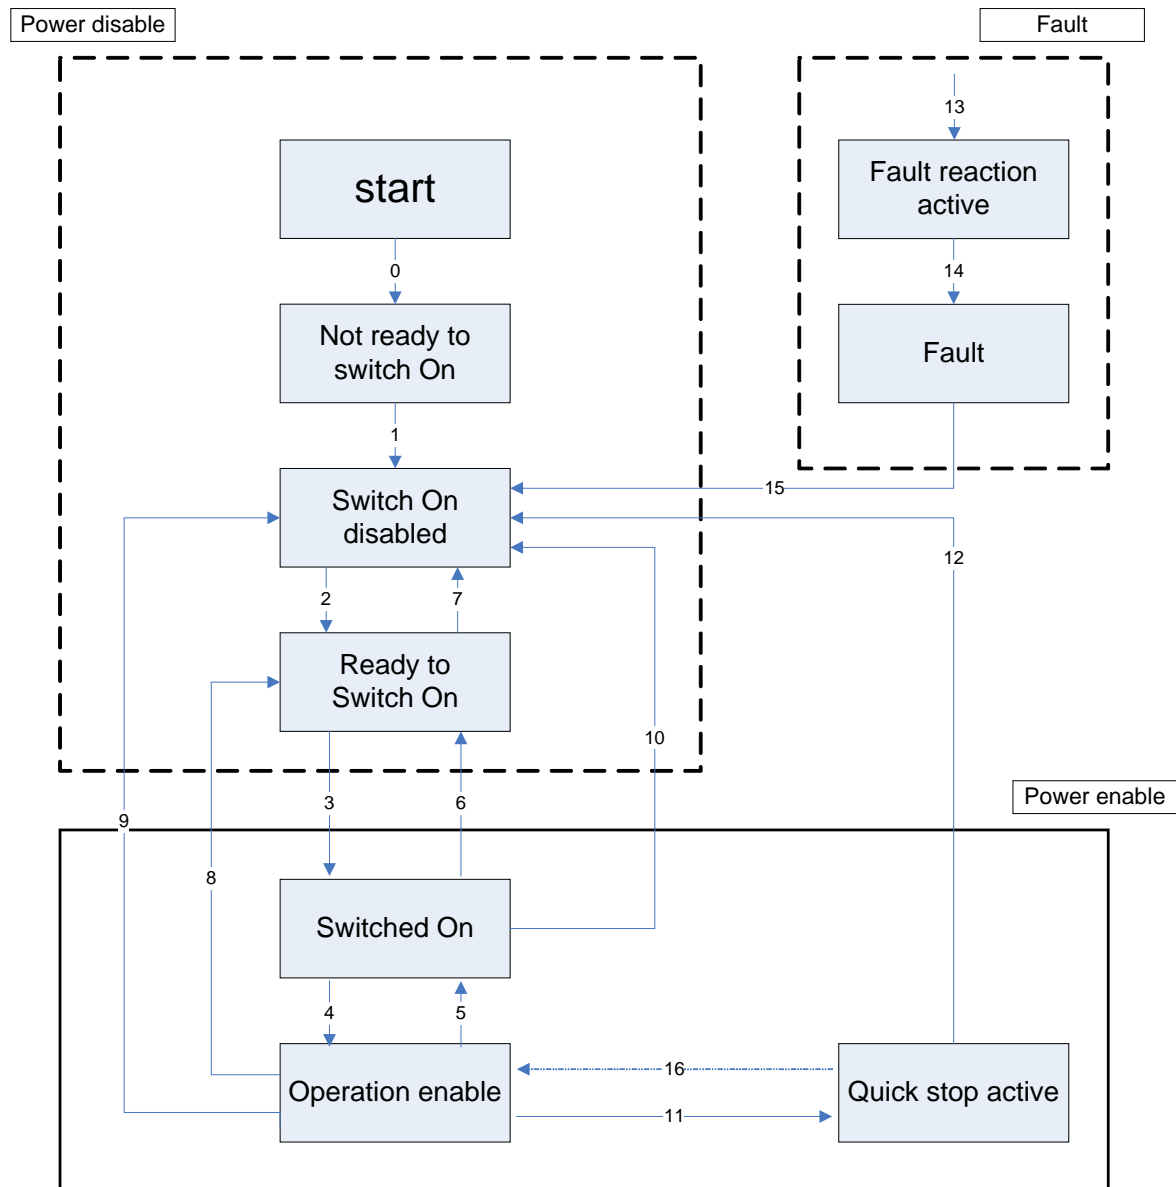 Power disable
Fault
13
Fault reaction
active
start
0
14
Not ready to
switch On
Fault
1
15
Switch On
disabled
12
2
7
Ready to
Switch On
10
Power enable
3
6
9
8
Switched On
4
5
16
Operation enable
Quick stop active
11